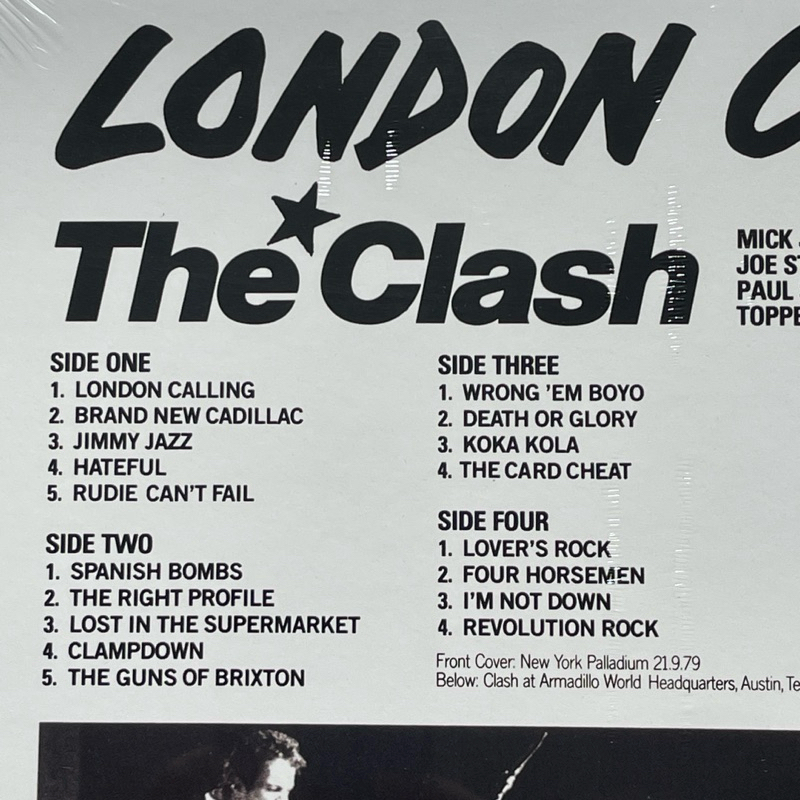 LONDON
The Clash
MICK
JOE
PAUL
SIDE ONE
1. LONDON CALLING
2. BRAND NEW CADILLAC
3. JIMMY JAZZ
4. HATEFUL
5. RUDIE CAN'T FAIL
SIDE TWO
1. SPANISH BOMBS
2. THE RIGHT PROFILE
3. LOST IN THE SUPERMARKET
4. CLAMPDOWN
5. THE GUNS OF BRIXTON
SIDE THREE
1. WRONG 'EM BOYO
2. DEATH OR GLORY
3. KOKA KOLA
4. THE CARD CHEAT
SIDE FOUR
1. LOVER'S ROCK
2. FOUR HORSEMEN
3. I'M NOT DOWN
4. REVOLUTION ROCK
Front Cover: New York Palladium 21.9.79
Below: Clash at Armadillo World Headquarters, Austin,